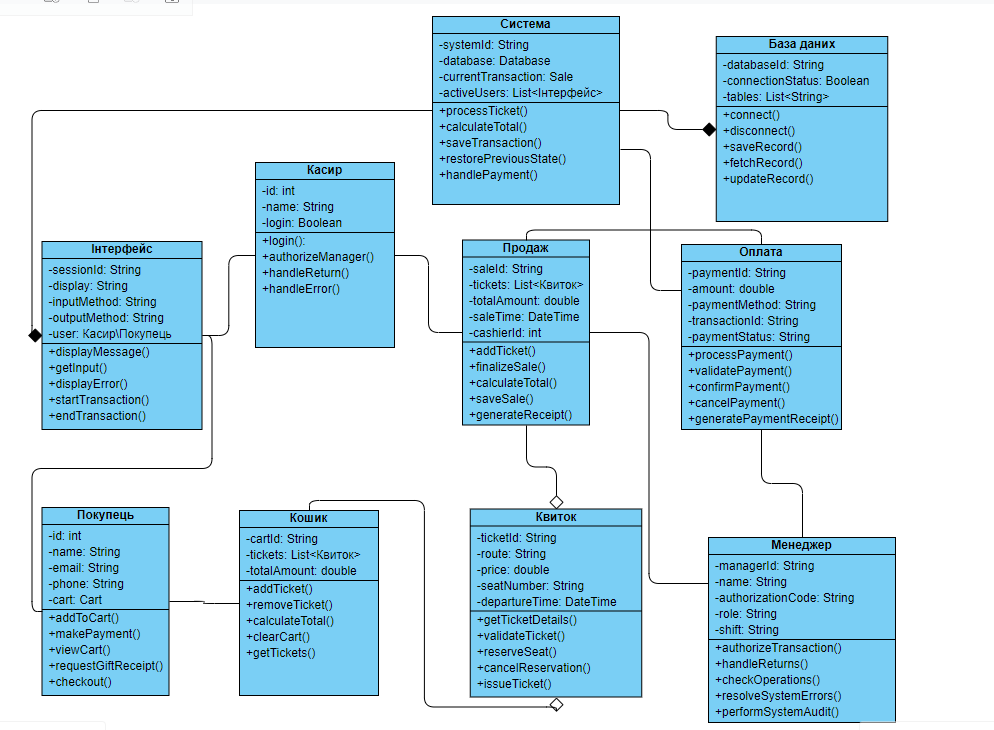 Система
-systemId: String
-database: Database
-currentTransaction: Sale
-activeUsers: List<Інтерфейс>
+processTicket()
+calculateTotal()
+saveTransaction()
+restorePreviousState()
+handlePayment()
База даних
-databaseId: String
-connectionStatus: Boolean
-tables: List<String>
+connect()
+disconnect()
+saveRecord()
+fetchRecord()
+updateRecord()
Касир
-id: int
-name: String
-login: Boolean
+login():
+authorizeManager()
+handleReturn()
+handleError()
Інтерфейс
-sessionId: String
-display: String
-inputMethod: String
-outputMethod: String
-user: Касир\Покупець
+displayMessage()
+getInput()
+displayError()
+startTransaction()
+endTransaction()
Продаж
-saleId: String
-tickets: List<Квиток>
-totalAmount: double
-saleTime: DateTime
-cashierId: int
+addTicket()
+finalizeSale()
+calculateTotal()
+saveSale()
+generateReceipt()
Оплата
-paymentId: String
-amount: double
-paymentMethod: String
-transactionId: String
-paymentStatus: String
+processPayment()
+validatePayment()
+confirmPayment()
+cancelPayment()
+generatePaymentReceipt()
Покупець
-id: int
-name: String
-email: String
-phone: String
-cart: Cart
+addToCart()
+makePayment()
+viewCart()
+requestGiftReceipt()
+checkout()
Кошик
-cartId: String
-tickets: List<Квиток>
-totalAmount: double
+addTicket()
+removeTicket()
+calculateTotal()
+clearCart()
+getTickets()
Квиток
-ticketId: String
-route: String
-price: double
-seatNumber: String
-departureTime: DateTime
+getTicketDetails()
+validateTicket()
+reserveSeat()
+cancelReservation()
+issueTicket()
Менеджер
-managerId: String
-name: String
-authorizationCode: String
-role: String
-shift: String
+authorizeTransaction()
+handleReturns()
+checkOperations()
+resolveSystemErrors()
+performSystemAudit()